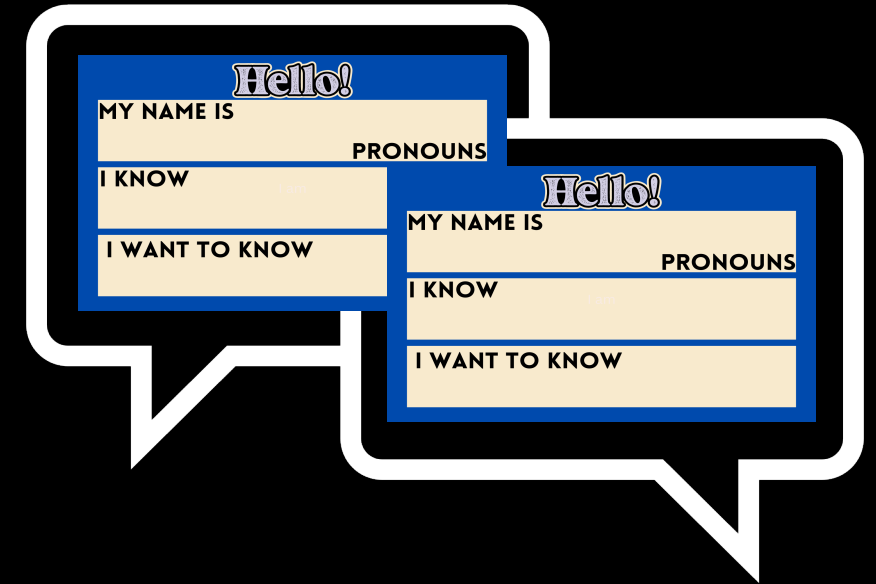 Hello!
MY NAME IS
PRONOUNS
I KNOW
I WANT TO KNOW
Hello!
MY NAME IS
PRONOUNS
I KNOW
I WANT TO KNOW